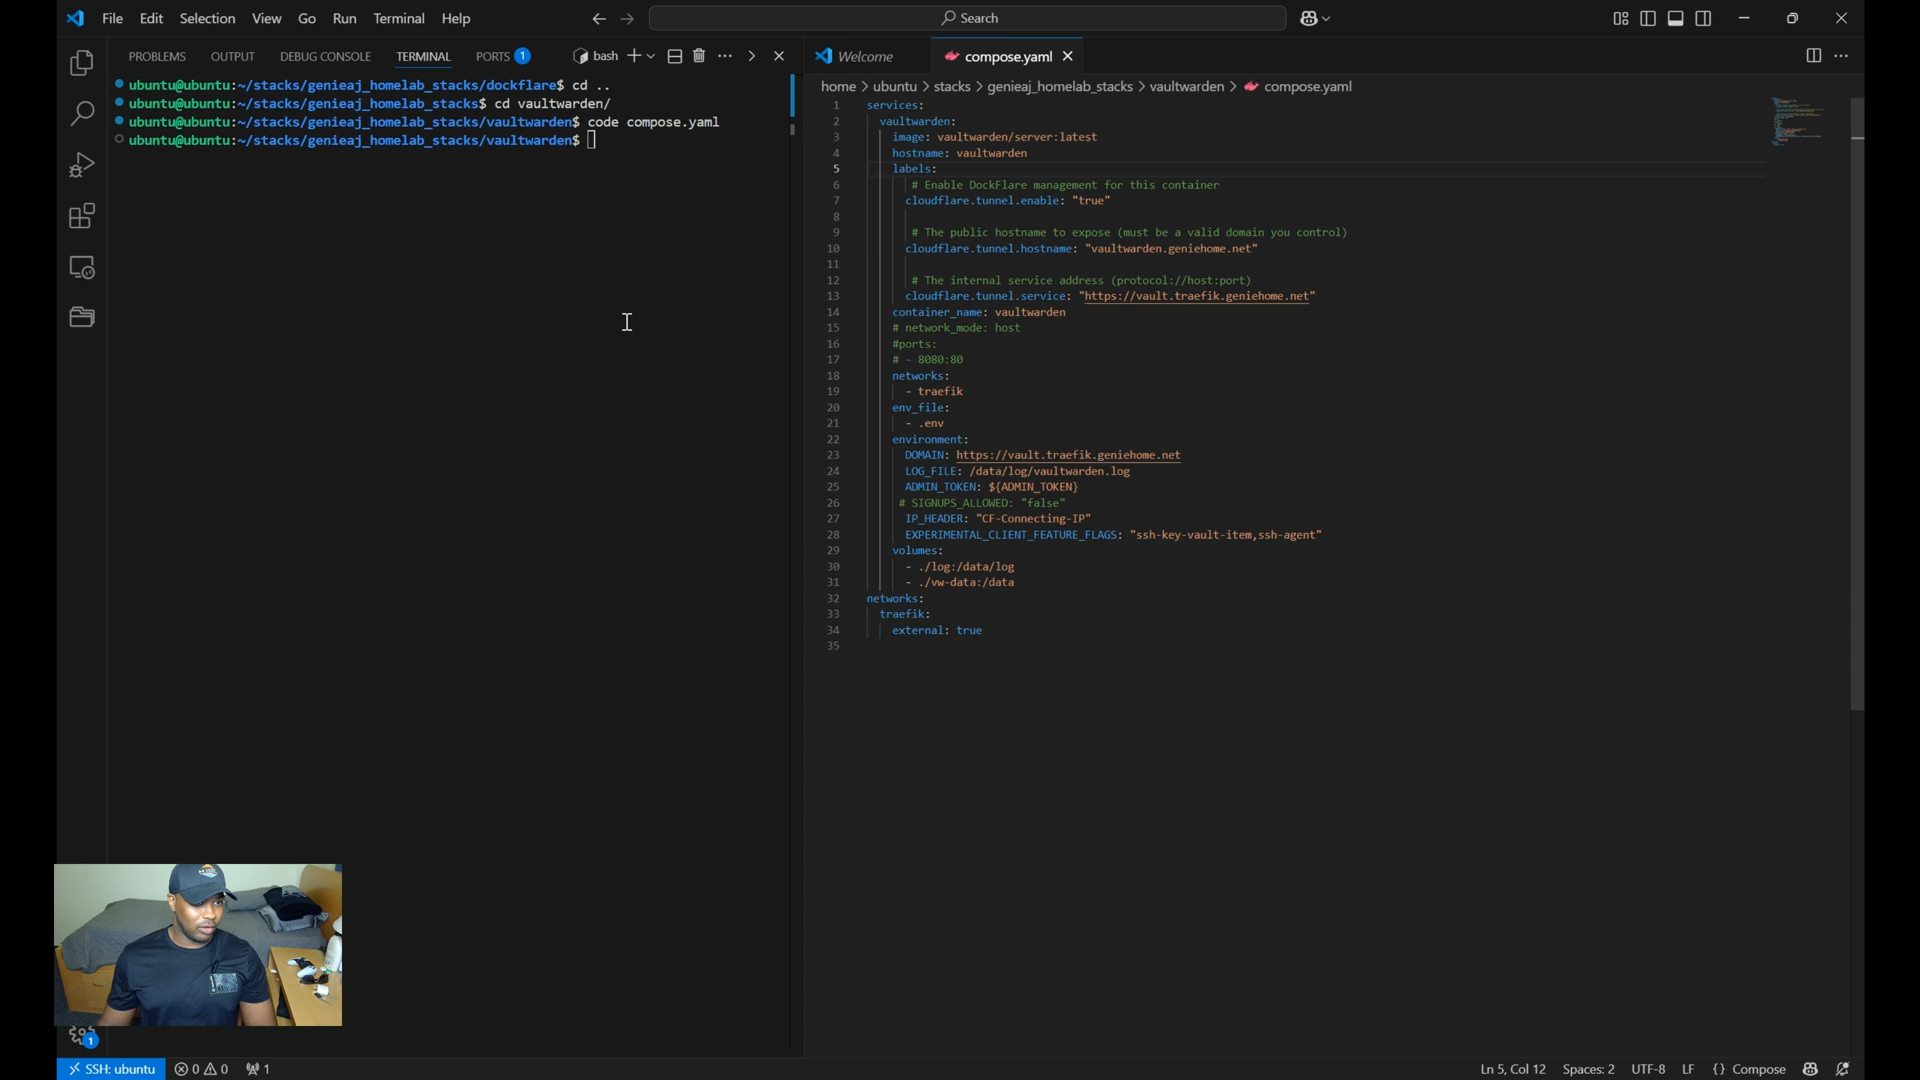 File Edit Selection View Go Run Terminal Help
Search
PROBLEMS OUTPUT DEBUG CONSOLE TERMINAL PORTS 1
bash
ubuntu@ubuntu:~/stacks/genieaj_homelab_stacks/dockflare$ cd ..
ubuntu@ubuntu:~/stacks/genieaj_homelab_stacks$ cd vaultwarden/
ubuntu@ubuntu:~/stacks/genieaj_homelab_stacks/vaultwarden$ code compose.yaml
ubuntu@ubuntu:~/stacks/genieaj_homelab_stacks/vaultwarden$
Welcome
compose.yaml
home > ubuntu > stacks > genieaj_homelab_stacks > vaultwarden > compose.yaml
1 services:
2 vaultwarden:
3 image: vaultwarden/server:latest
4 hostname: vaultwarden
5 labels:
6 # Enable DockFlare management for this container
7 cloudflare.tunnel.enable: "true"
8
9 # The public hostname to expose (must be a valid domain you control)
10 cloudflare.tunnel.hostname: "vaultwarden.geniehome.net"
11
12 # The internal service address (protocol://host:port)
13 cloudflare.tunnel.service: "https://vault.traefik.geniehome.net"
14 container_name: vaultwarden
15 # network_mode: host
16 #ports:
17 # - 8080:80
18 networks:
19 - traefik
20 env_file:
21 - .env
22 environment:
23 DOMAIN: https://vault.traefik.geniehome.net
24 LOG_FILE: /data/log/vaultwarden.log
25 ADMIN_TOKEN: ${ADMIN_TOKEN}
26 # SIGNUPS_ALLOWED: "false"
27 IP_HEADER: "CF-Connecting-IP"
28 EXPERIMENTAL_CLIENT_FEATURE_FLAGS: "ssh-key-vault-item,ssh-agent"
29 volumes:
30 - ./log:/data/log
31 - ./vw-data:/data
32 networks:
33 traefik:
34 external: true
35
1
SSH: ubuntu 0 0 1
Ln 5, Col 12 Spaces: 2 UTF-8 LF {} Compose